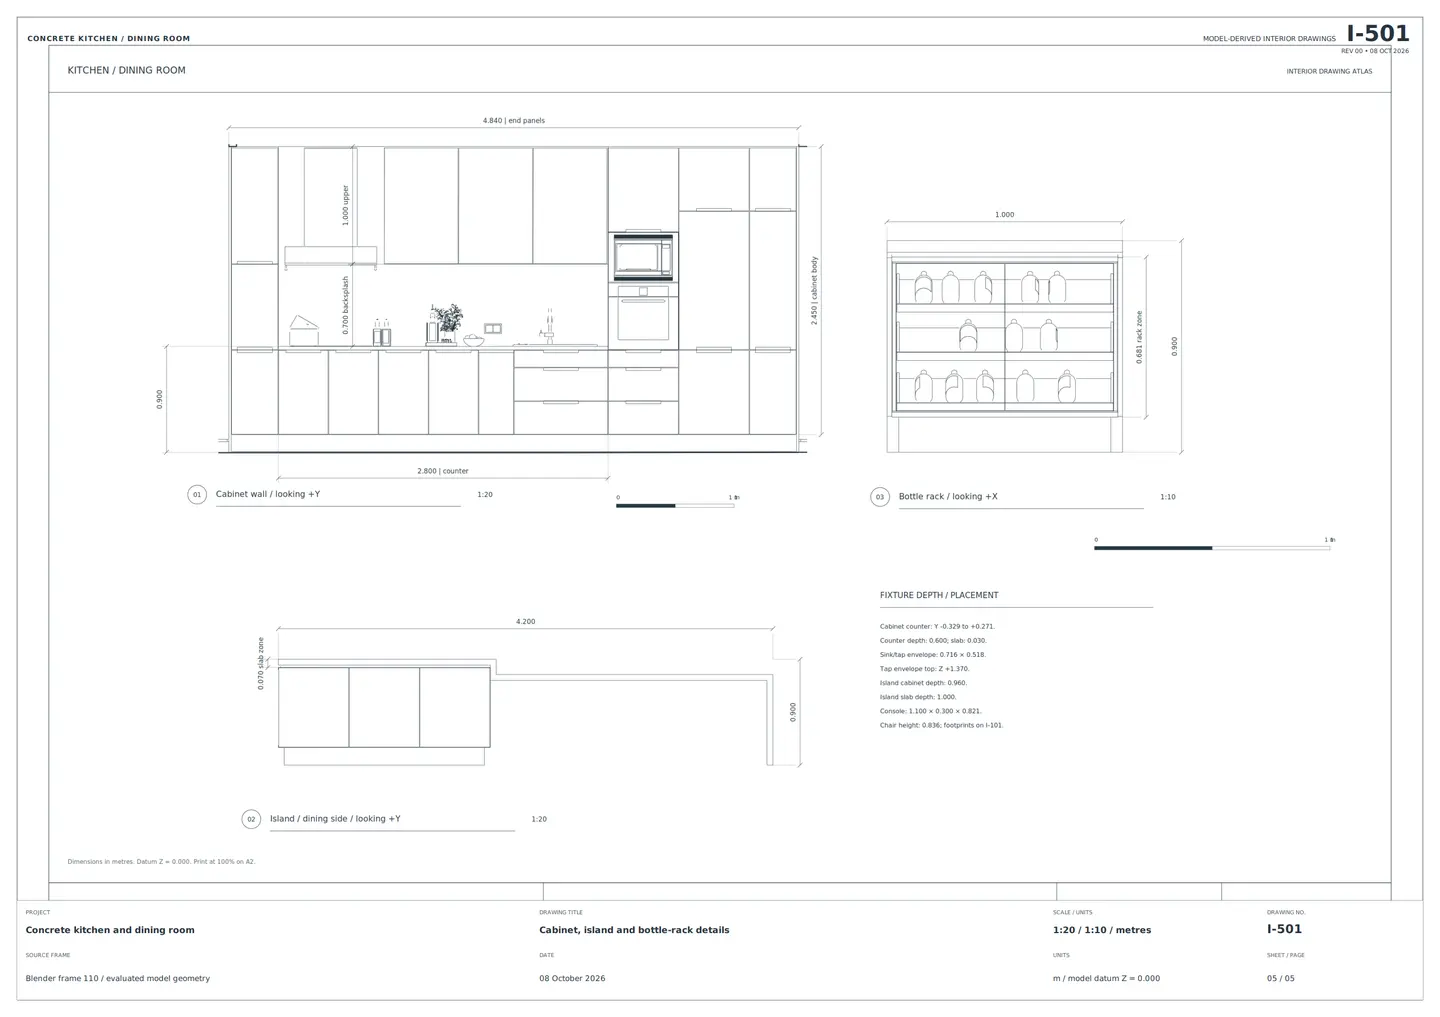 CONCRETE KITCHEN / DINING ROOM
MODEL-DERIVED INTERIOR DRAWINGS I-501
REV 00 • 08 OCT 2026
KITCHEN / DINING ROOM
INTERIOR DRAWING ATLAS
4.840 | end panels
1.000 upper
0.700 backsplash
2.450 | cabinet body
0.900
2.800 | counter
01 Cabinet wall / looking +Y 1:20
0 1 m
1.000
0.681 rack zone
0.900
03 Bottle rack / looking +X 1:10
0 1 m
4.200
0.070 slab zone
0.900
02 Island / dining side / looking +Y 1:20
FIXTURE DEPTH / PLACEMENT
Cabinet counter: Y -0.329 to +0.271.
Counter depth: 0.600; slab: 0.030.
Sink/tap envelope: 0.716 × 0.518.
Tap envelope top: Z +1.370.
Island cabinet depth: 0.960.
Island slab depth: 1.000.
Console: 1.100 × 0.300 × 0.821.
Chair height: 0.836; footprints on I-101.
Dimensions in metres. Datum Z = 0.000. Print at 100% on A2.
PROJECT
Concrete kitchen and dining room
SOURCE FRAME
Blender frame 110 / evaluated model geometry
DRAWING TITLE
Cabinet, island and bottle-rack details
DATE
08 October 2026
SCALE / UNITS
1:20 / 1:10 / metres
UNITS
m / model datum Z = 0.000
DRAWING NO.
I-501
SHEET / PAGE
05 / 05